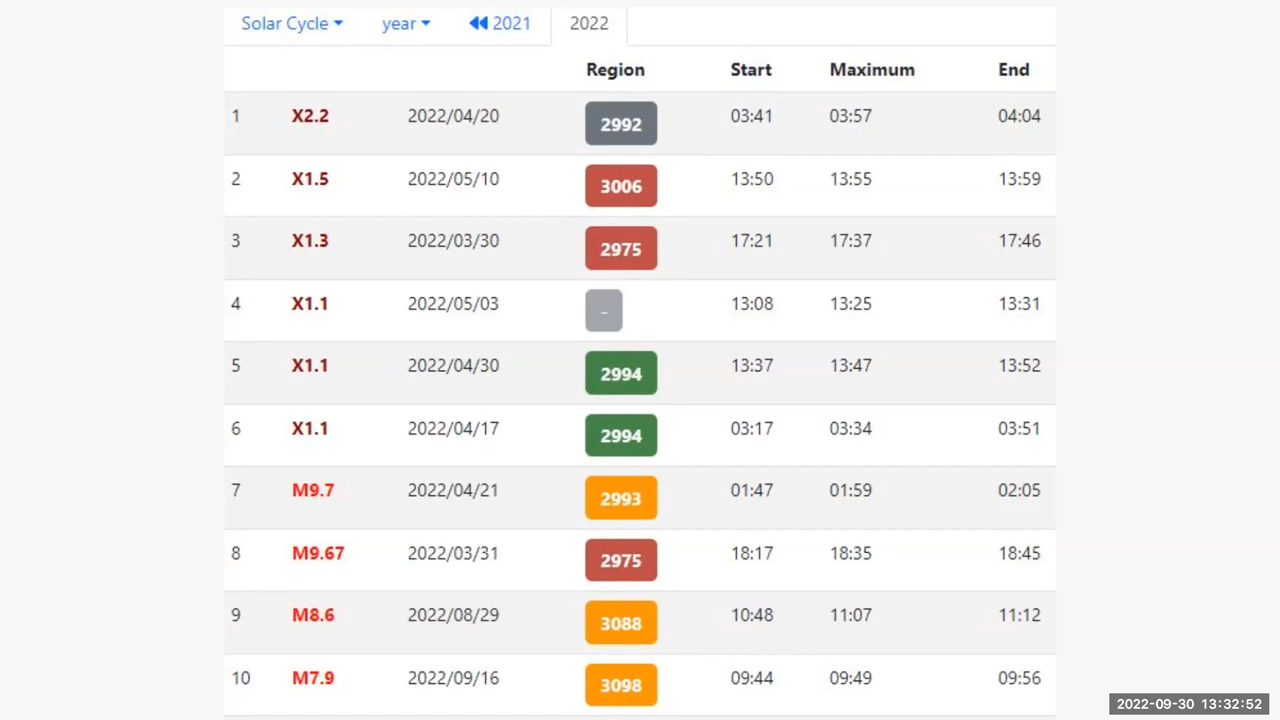 Solar Cycle year 2021 2022
Region Start Maximum End
1 X2.2 2022/04/20 2992 03:41 03:57 04:04
2 X1.5 2022/05/10 3006 13:50 13:55 13:59
3 X1.3 2022/03/30 2975 17:21 17:37 17:46
4 X1.1 2022/05/03 - 13:08 13:25 13:31
5 X1.1 2022/04/30 2994 13:37 13:47 13:52
6 X1.1 2022/04/17 2994 03:17 03:34 03:51
7 M9.7 2022/04/21 2993 01:47 01:59 02:05
8 M9.67 2022/03/31 2975 18:17 18:35 18:45
9 M8.6 2022/08/29 3088 10:48 11:07 11:12
10 M7.9 2022/09/16 3098 09:44 09:49 09:56
2022-09-30 13:32:52